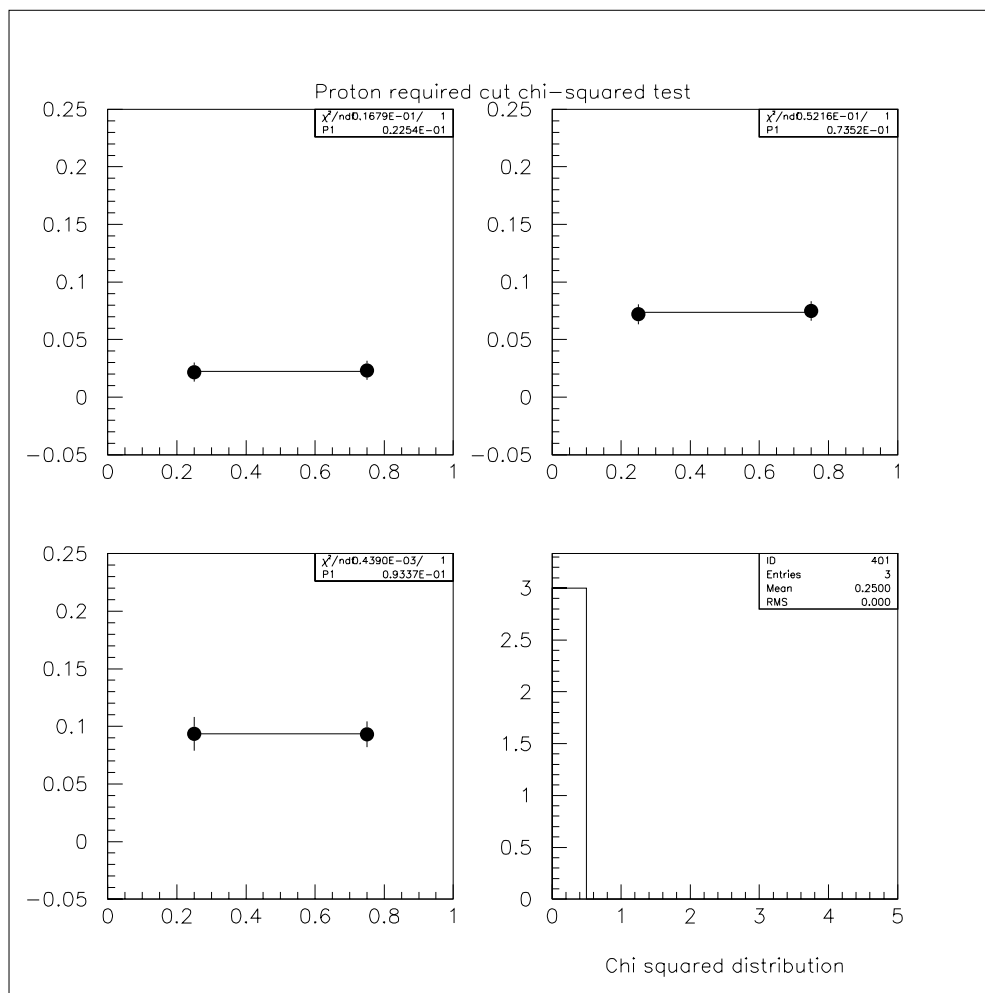 Proton required cut chi-squared test
0.25
0.2
0.15
0.1
0.05
0
-0.05
0 0.2 0.4 0.6 0.8 1
χ²/ndf 0.1679E-01/ 1
P1 0.2254E-01
0.25
0.2
0.15
0.1
0.05
0
-0.05
0 0.2 0.4 0.6 0.8 1
χ²/ndf 0.5216E-01/ 1
P1 0.7352E-01
0.25
0.2
0.15
0.1
0.05
0
-0.05
0 0.2 0.4 0.6 0.8 1
χ²/ndf 0.4390E-03/ 1
P1 0.9337E-01
3
2.5
2
1.5
1
0.5
0
0 1 2 3 4 5
ID 401
Entries 3
Mean 0.2500
RMS 0.000
Chi squared distribution